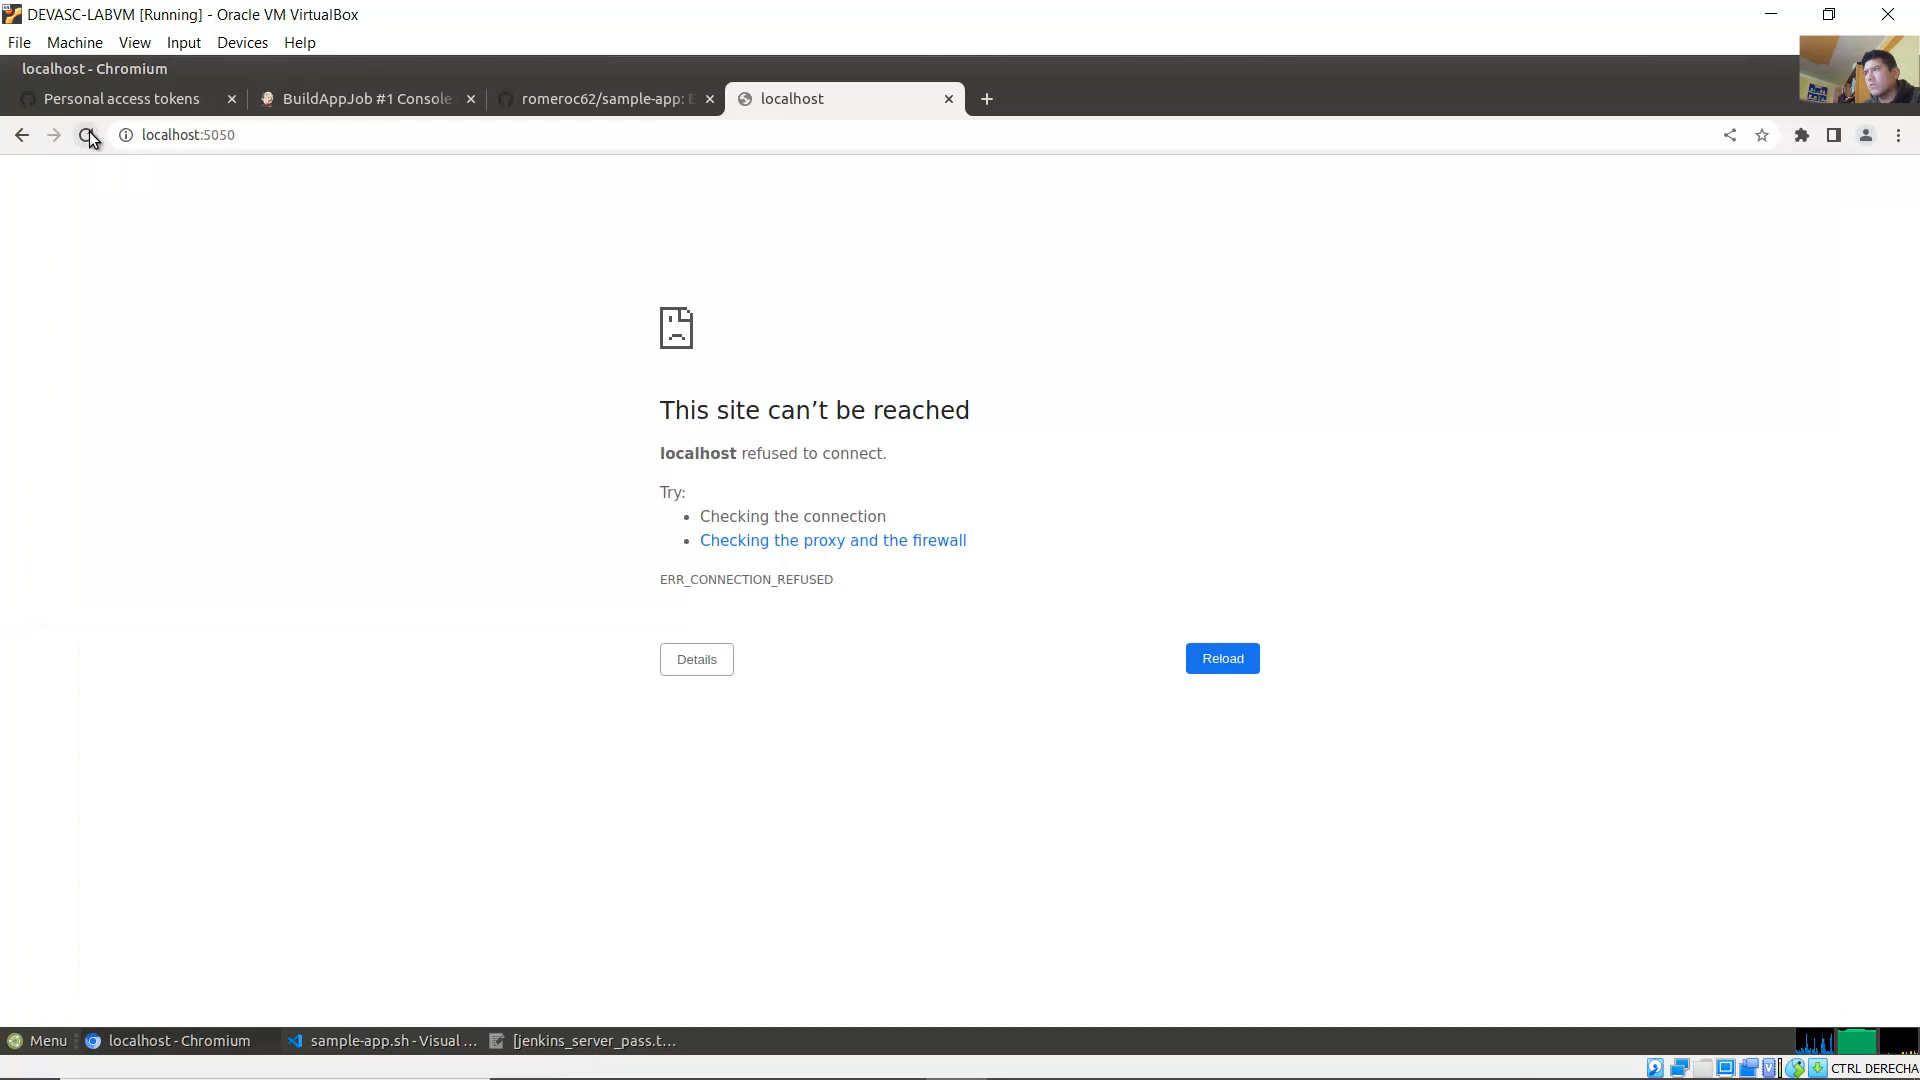 DEVASC-LABVM [Running] - Oracle VM VirtualBox
File Machine View Input Devices Help
localhost - Chromium
Personal access tokens
BuildAppJob #1 Console
romeroc62/sample-app: E
localhost
localhost:5050
This site can’t be reached
localhost refused to connect.
Try:
• Checking the connection
• Checking the proxy and the firewall
ERR_CONNECTION_REFUSED
Details
Reload
Menu
localhost - Chromium
sample-app.sh - Visual ...
[jenkins_server_pass.t...
CTRL DERECHA